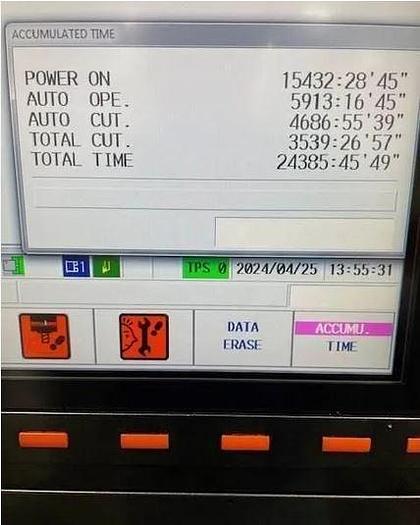 ACCUMULATED TIME
POWER ON 15432:28'45"
AUTO OPE. 5913:16'45"
AUTO CUT. 4686:55'39"
TOTAL CUT. 3539:26'57"
TOTAL TIME 24385:45'49"
1 TPS 0 2024/04/25 13:55:31
DATA ERASE
ACCUMU. TIME